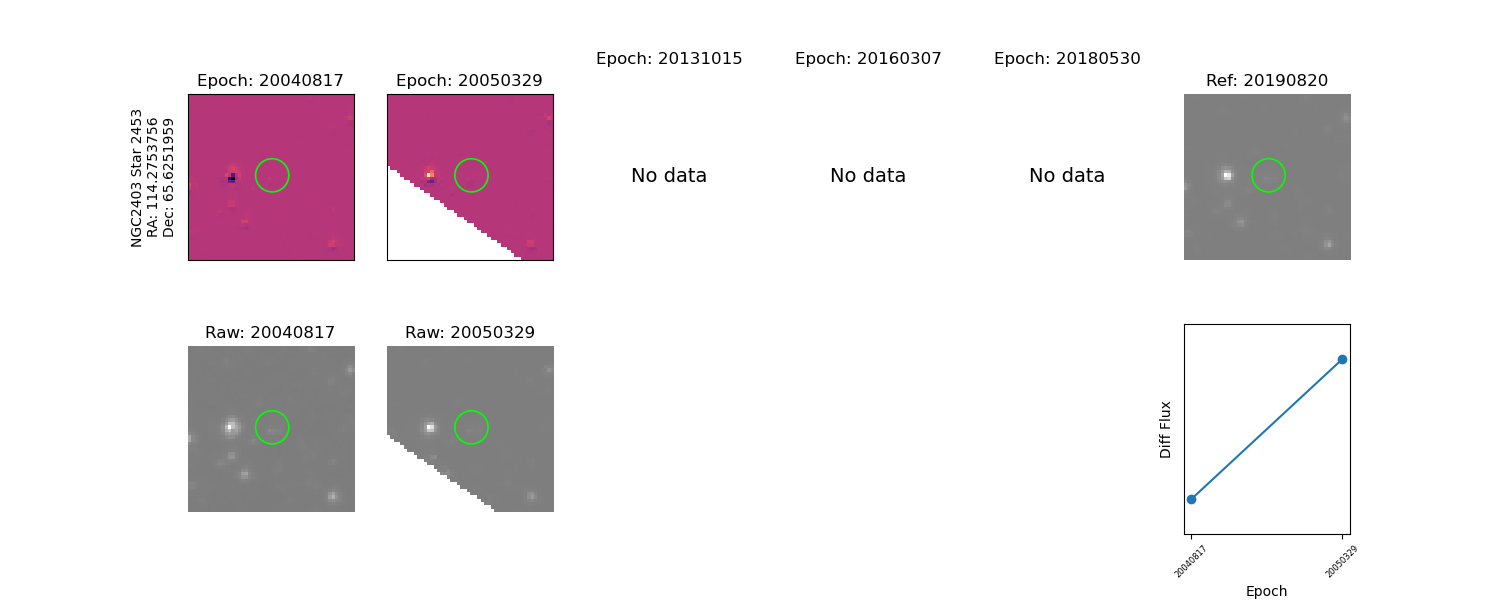 Epoch: 20040817
Epoch: 20050329
Epoch: 20131015
Epoch: 20160307
Epoch: 20180530
Ref: 20190820
NGC2403 Star 2453
RA: 114.2753756
Dec: 65.6251959
No data
No data
No data
Raw: 20040817
Raw: 20050329
Diff Flux
20040817
20050329
Epoch